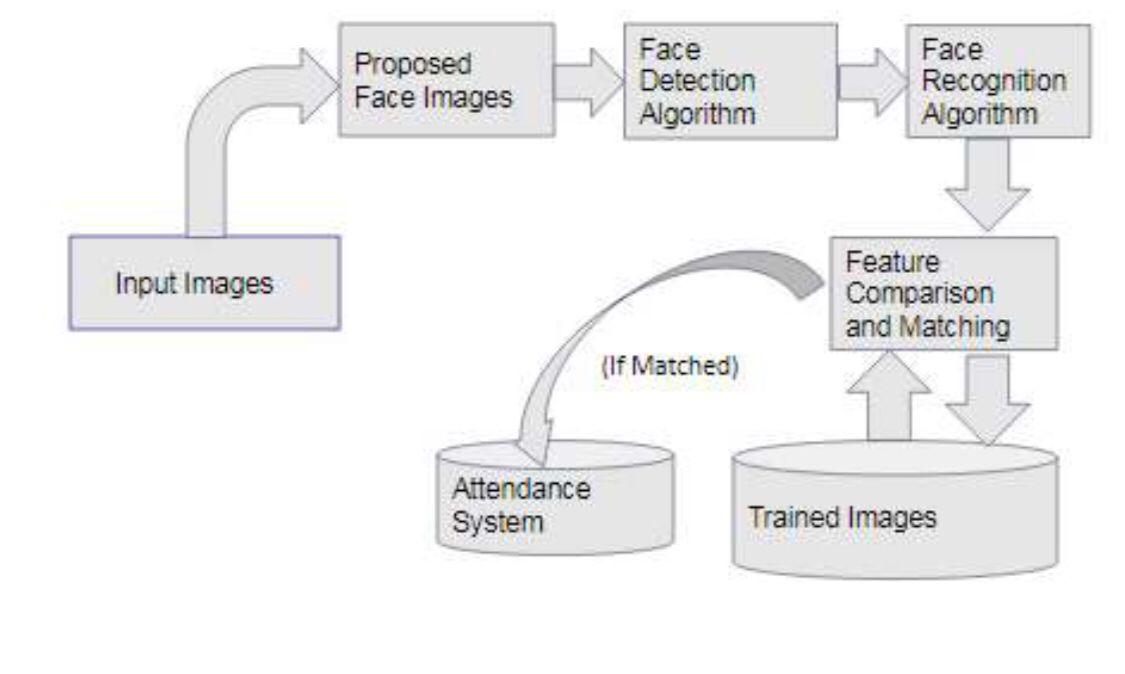 Proposed
Face Images
Face
Detection
Algorithm
Face
Recognition
Algorithm
Input Images
Feature
Comparison
and Matching
(If Matched)
Attendance
System
Trained Images